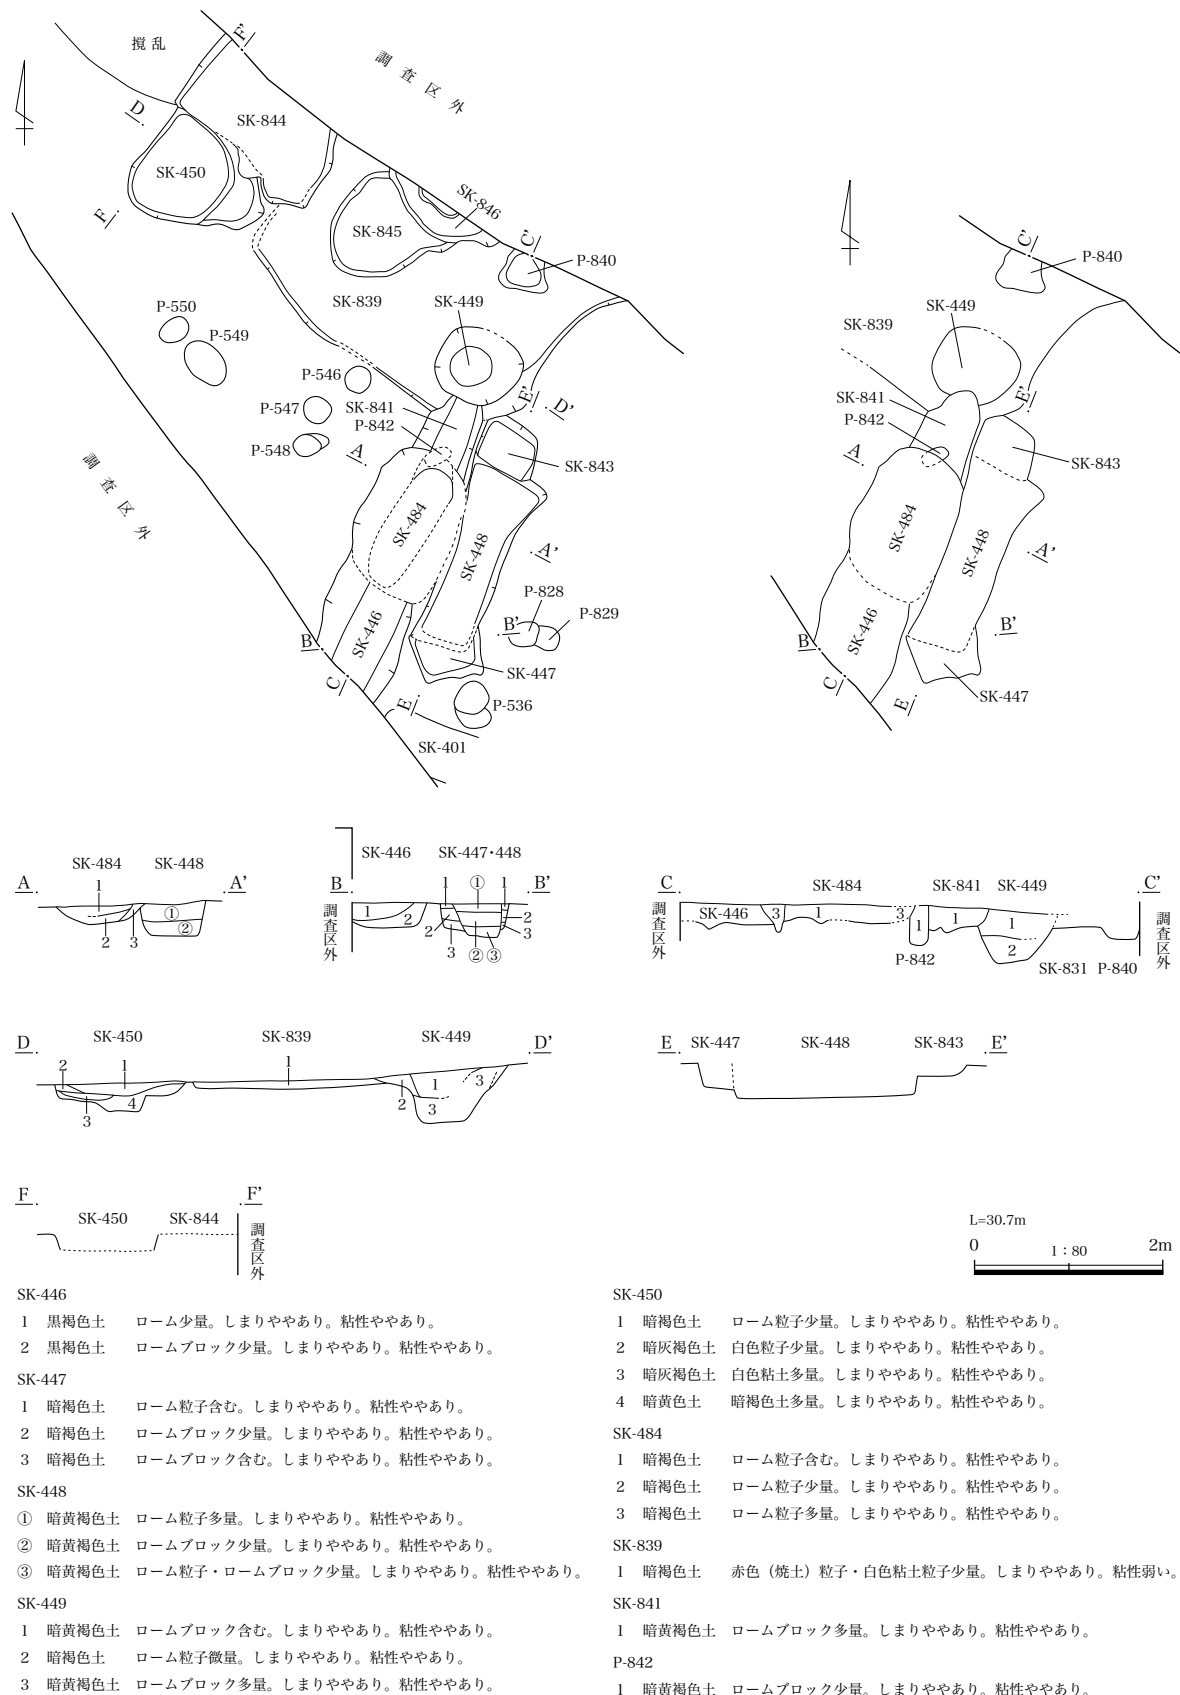 撹乱
調査区外
F’
D
SK-844
SK-450
F
SK-846
SK-845
C’
P-840
SK-839
SK-449
P-550
P-549
P-546
SK-841
P-547
P-842
P-548
A
E’
D’
SK-843
調査区外
SK-484
SK-448
A’
P-828
P-829
B’
SK-446
B
SK-447
C
E
P-536
SK-401
C’
P-840
SK-449
SK-839
SK-841
P-842
E’
A
SK-843
SK-484
SK-448
A’
B’
SK-446
B
C
SK-447
E
SK-484 SK-448
A A’
1 ① ② 2 3
SK-446 SK-447・448
B B’
調査区外
1 2 1 ① 1 2 3 2 3 ② ③
SK-484 SK-841 SK-449
C C’
調査区外
SK-446 3 1 3 1 1 1 2
P-842
SK-831 P-840
調査区外
D SK-450 SK-839 SK-449 D’
2 1 3 4 1 2 1 3 3
E SK-447 SK-448 SK-843 E’
F F’
SK-450 SK-844
調査区外
L=30.7m
0 1：80 2m
SK-446
1 黒褐色土 ローム少量。しまりややあり。粘性ややあり。
2 黒褐色土 ロームブロック少量。しまりややあり。粘性ややあり。
SK-447
1 暗褐色土 ローム粒子含む。しまりややあり。粘性ややあり。
2 暗褐色土 ロームブロック少量。しまりややあり。粘性ややあり。
3 暗褐色土 ロームブロック含む。しまりややあり。粘性ややあり。
SK-448
① 暗黄褐色土 ローム粒子多量。しまりややあり。粘性ややあり。
② 暗黄褐色土 ロームブロック少量。しまりややあり。粘性ややあり。
③ 暗黄褐色土 ローム粒子・ロームブロック少量。しまりややあり。粘性ややあり。
SK-449
1 暗黄褐色土 ロームブロック含む。しまりややあり。粘性ややあり。
2 暗褐色土 ローム粒子微量。しまりややあり。粘性ややあり。
3 暗黄褐色土 ロームブロック多量。しまりややあり。粘性ややあり。
SK-450
1 暗褐色土 ローム粒子少量。しまりややあり。粘性ややあり。
2 暗灰褐色土 白色粒子少量。しまりややあり。粘性ややあり。
3 暗灰褐色土 白色粘土多量。しまりややあり。粘性ややあり。
4 暗黄色土 暗褐色土多量。しまりややあり。粘性ややあり。
SK-484
1 暗褐色土 ローム粒子含む。しまりややあり。粘性ややあり。
2 暗褐色土 ローム粒子少量。しまりややあり。粘性ややあり。
3 暗褐色土 ローム粒子多量。しまりややあり。粘性ややあり。
SK-839
1 暗褐色土 赤色（焼土）粒子・白色粘土粒子少量。しまりややあり。粘性弱い。
SK-841
1 暗黄褐色土 ロームブロック多量。しまりややあり。粘性ややあり。
P-842
1 暗黄褐色土 ロームブロック少量。しまりややあり。粘性ややあり。